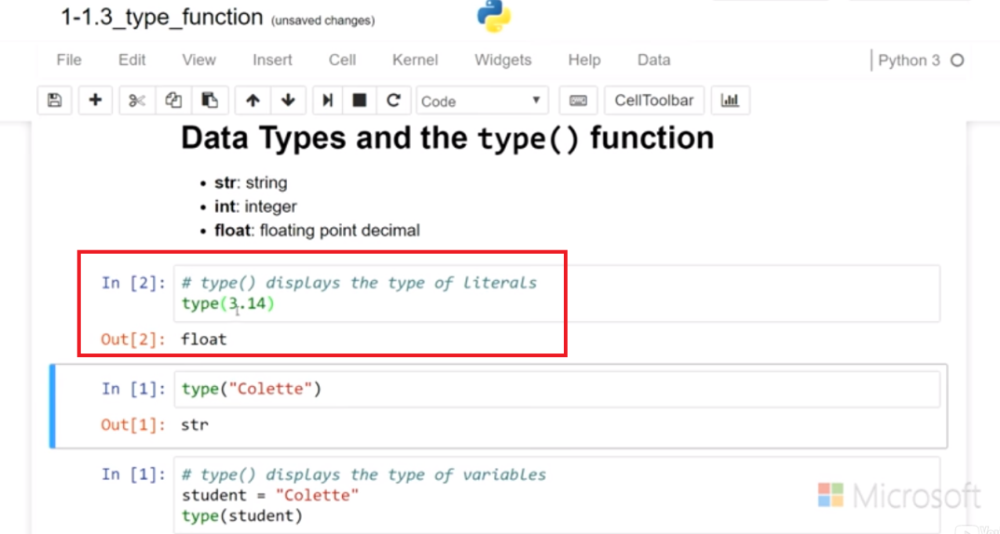 1-1.3_type_function (unsaved changes)
File Edit View Insert Cell Kernel Widgets Help Data Python 3
Code CellToolbar
Data Types and the type() function
• str: string
• int: integer
• float: floating point decimal
In [2]: # type() displays the type of literals
type(3.14)
Out[2]: float
In [1]: type("Colette")
Out[1]: str
In [1]: # type() displays the type of variables
student = "Colette"
type(student)
Microsoft